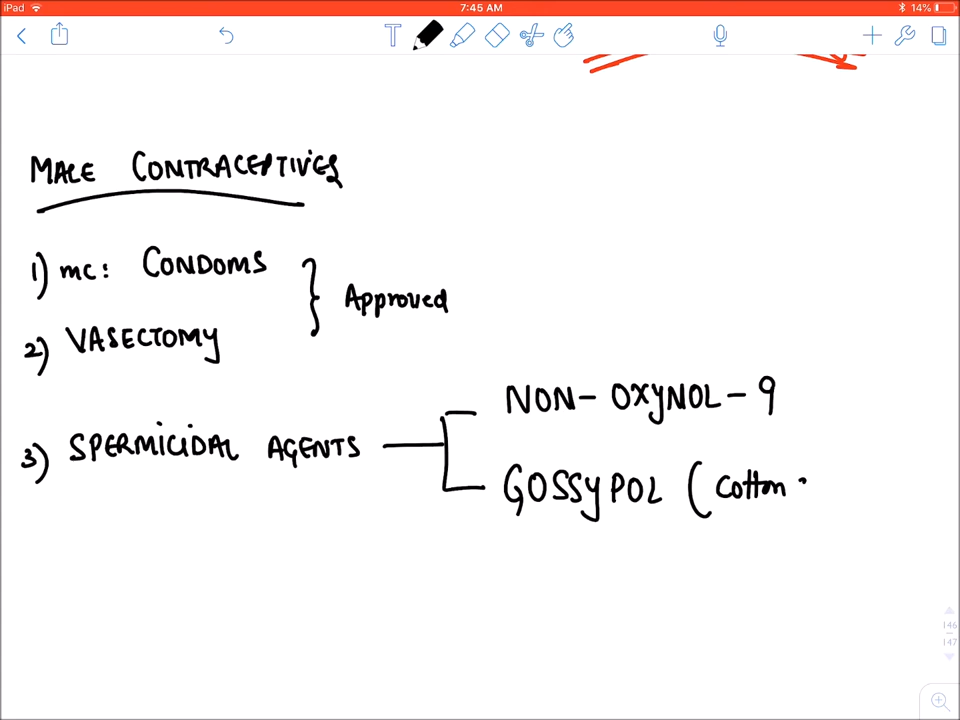 iPad 7:45 AM 14%
MALE CONTRACEPTIVES
1) mc: CONDOMS
Approved
2) VASECTOMY
NON-OXYNOL-9
3) SPERMICIDAL AGENTS
GOSSYPOL (Cotton
146
147